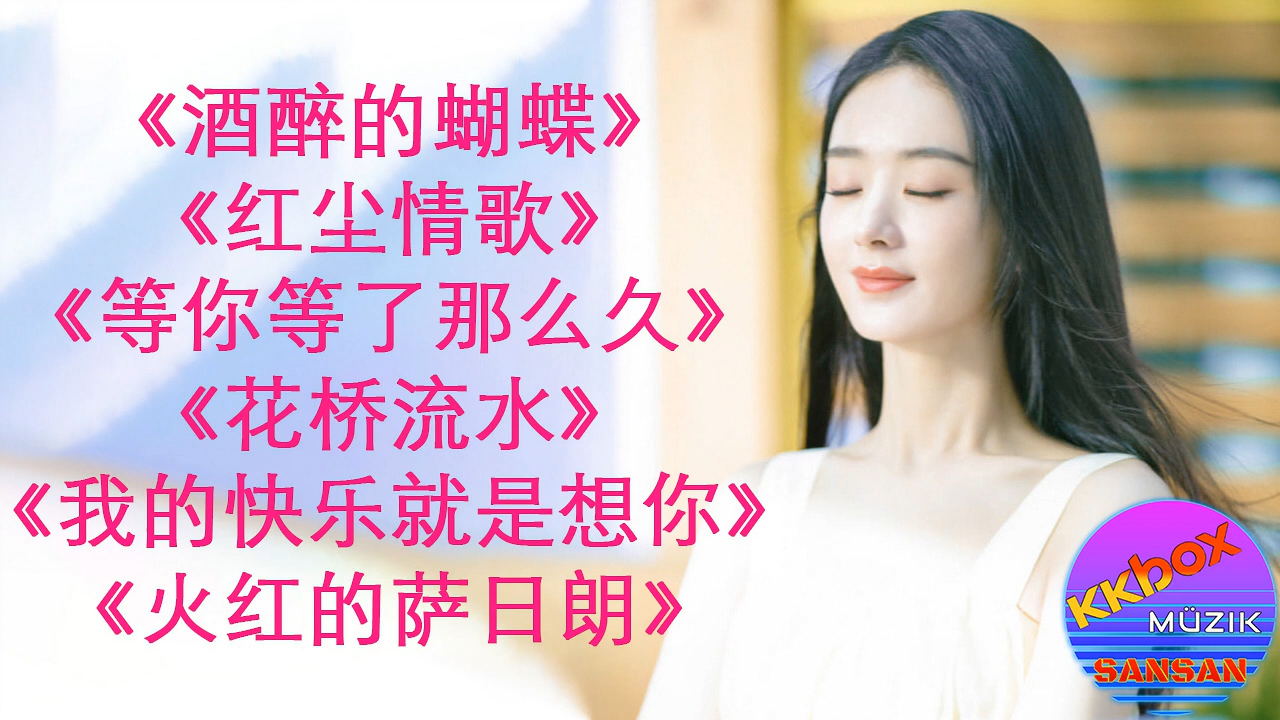 《酒醉的蝴蝶》
《红尘情歌》
《等你等了那么久》
《花桥流水》
《我的快乐就是想你》
《火红的萨日朗》
KKbox
MÜZIK
SANSAN